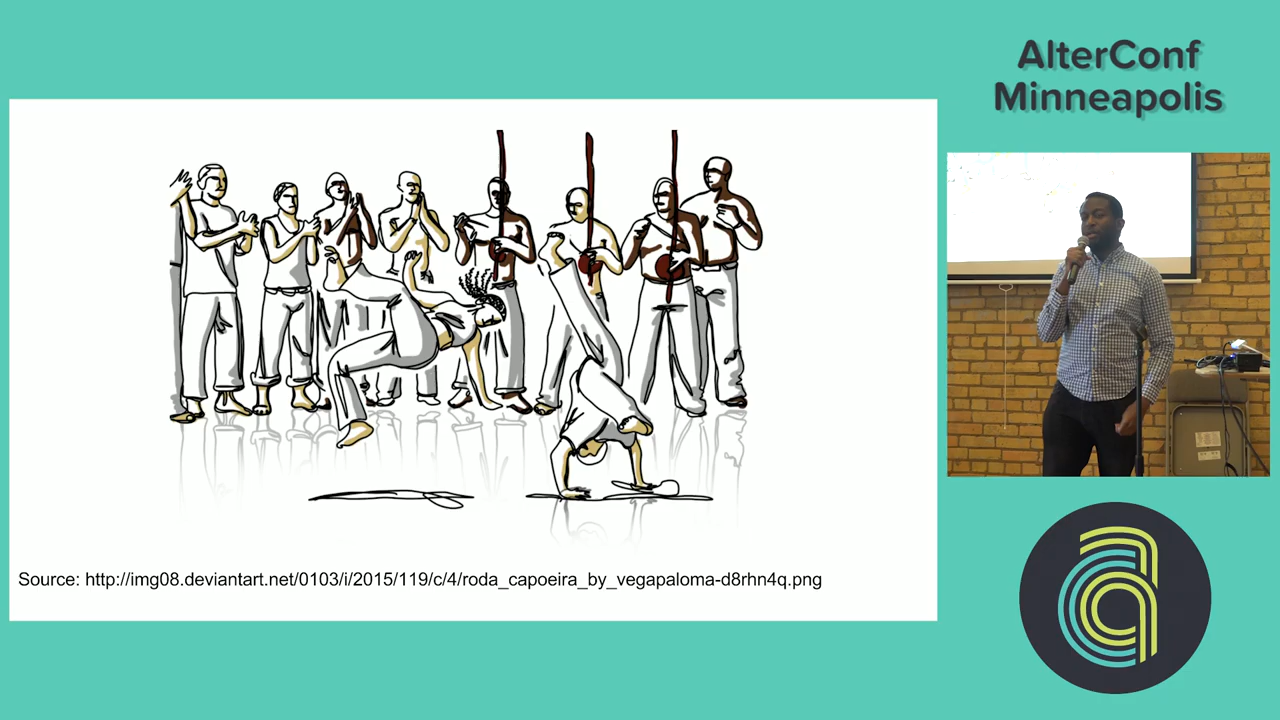 AlterConf
Minneapolis
Source: http://img08.deviantart.net/0103/i/2015/119/c/4/roda_capoeira_by_vegapaloma-d8rhn4q.png